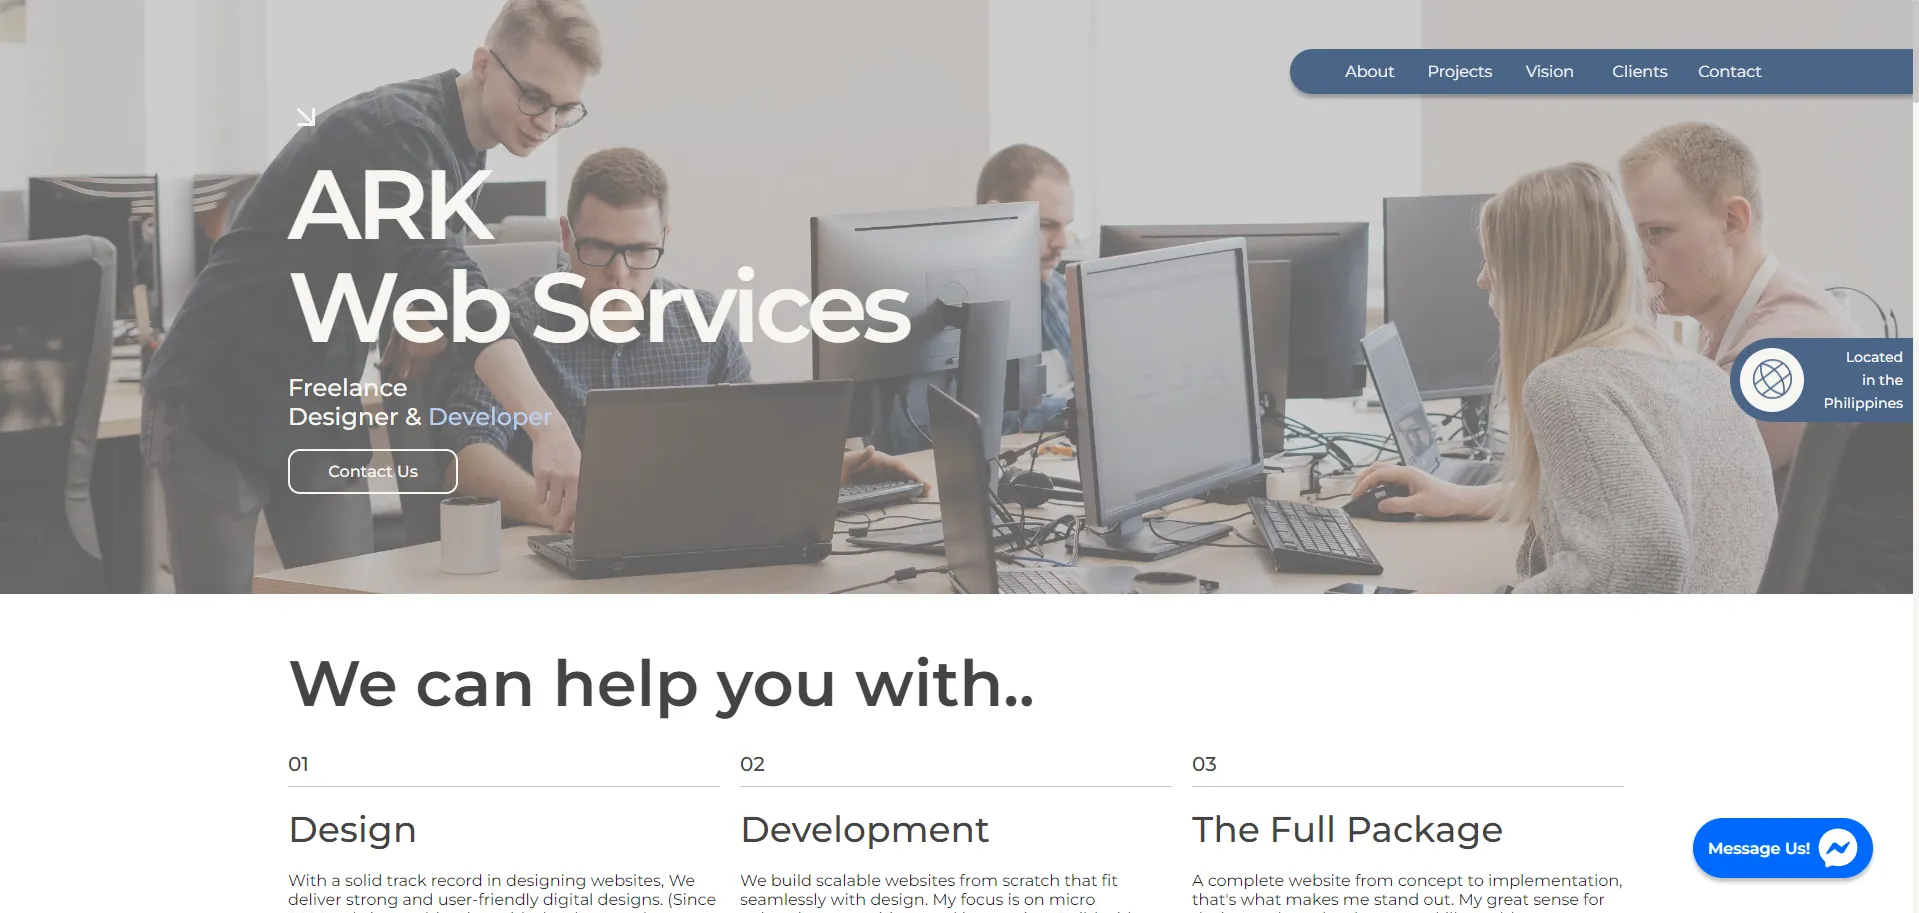 About Projects Vision Clients Contact
ARK
Web Services
Freelance
Designer & Developer
Contact Us
Located
in the
Philippines
We can help you with..
01
Design
With a solid track record in designing websites, We
deliver strong and user-friendly digital designs. (Since
02
Development
We build scalable websites from scratch that fit
seamlessly with design. My focus is on micro
03
The Full Package
A complete website from concept to implementation,
that's what makes me stand out. My great sense for
Message Us!